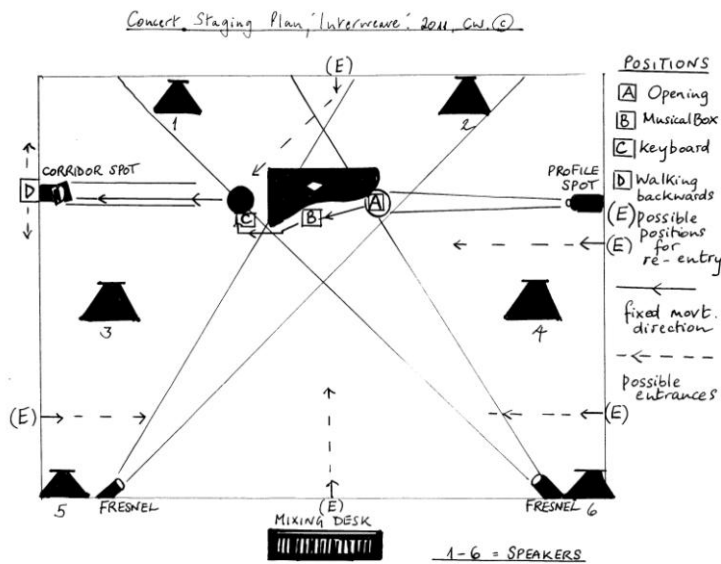 Concert Staging Plan, 'Interweave'. 2011, CW. ©
(E)
POSITIONS
A Opening
B Musical Box
C Keyboard
D Walking backwards
(E) possible positions for re-entry
fixed movt. direction
possible entrances
1
2
CORRIDOR SPOT
D
PROFILE SPOT
C
B
A
(E)
3
4
(E)
(E)
5
FRESNEL
(E)
FRESNEL
6
MIXING DESK
1-6 = SPEAKERS